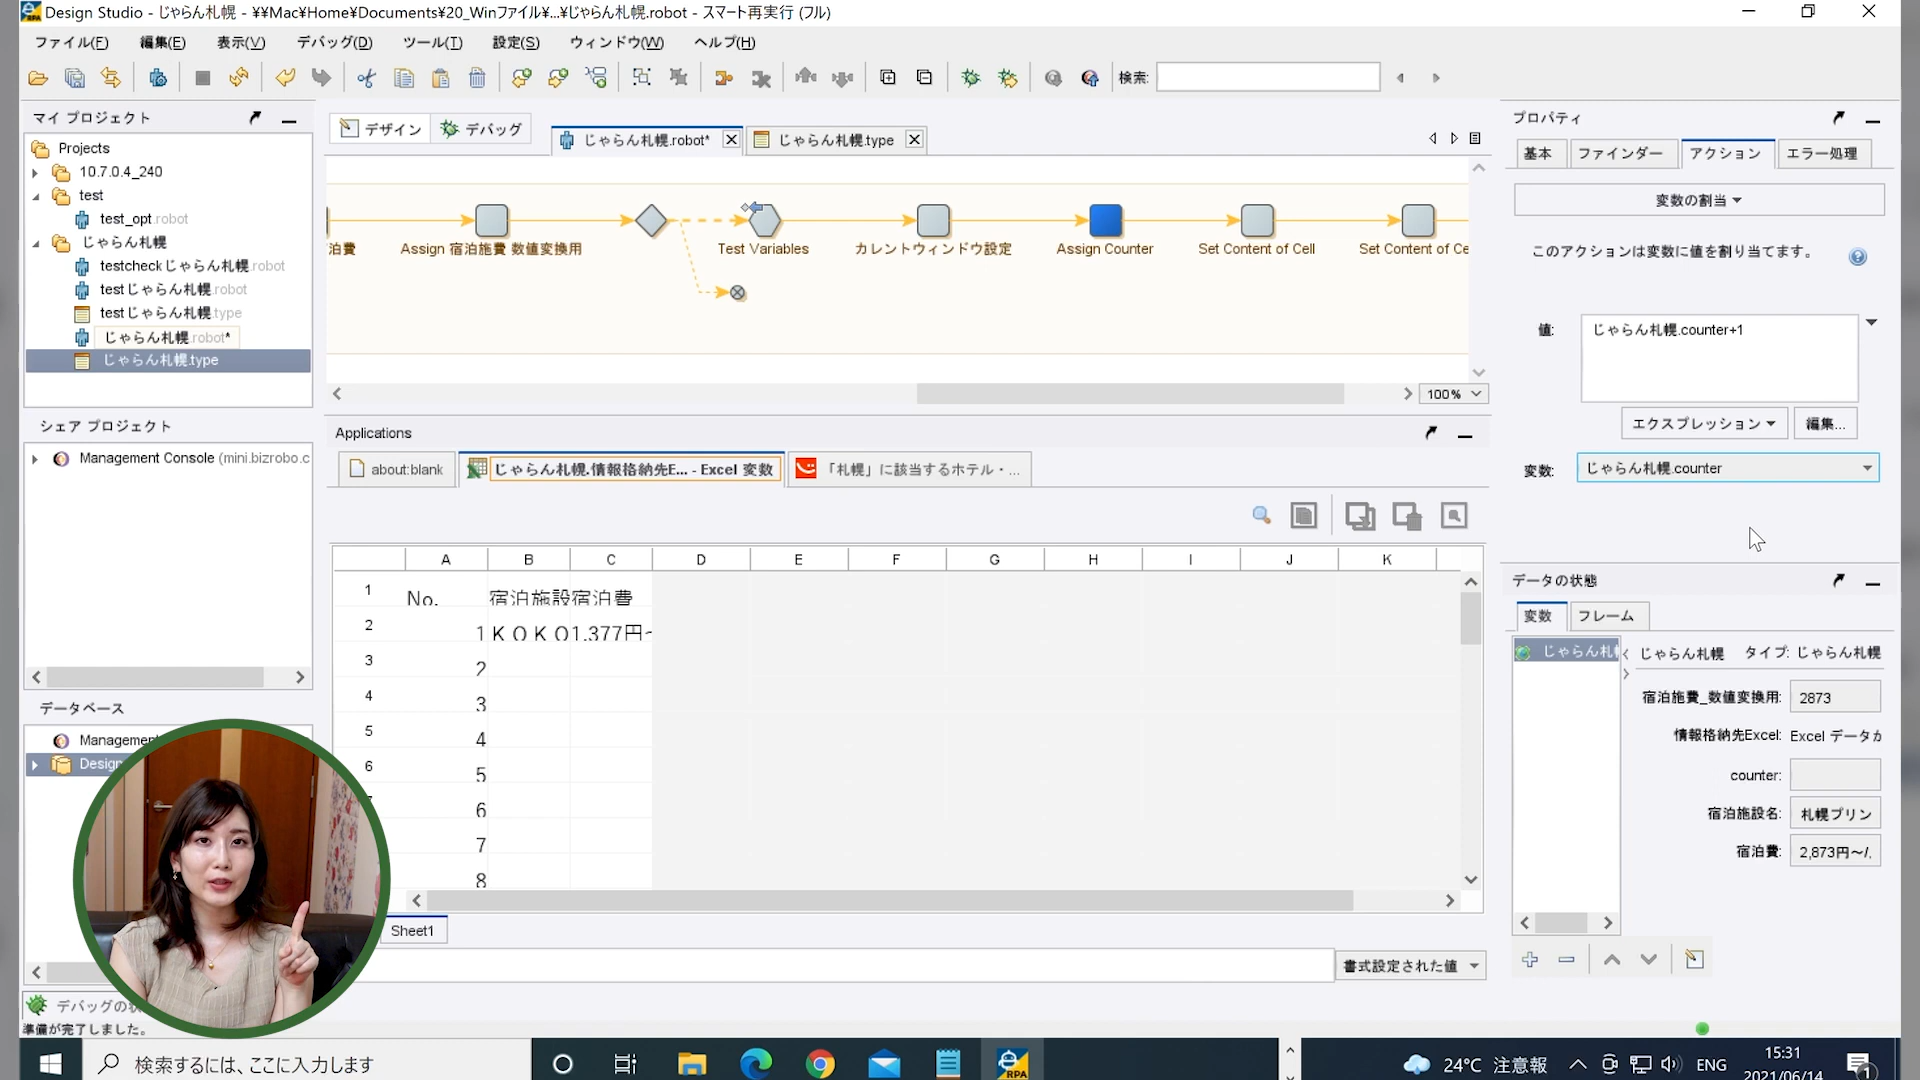 Design Studio - じゃらん札幌 - ¥¥Mac¥Home¥Documents¥20_Winファイル¥...¥じゃらん札幌.robot - スマート再実行 (フル)
ファイル(F) 編集(E) 表示(V) デバッグ(D) ツール(T) 設定(S) ウィンドウ(W) ヘルプ(H)
検索:
マイ プロジェクト
Projects
10.7.0.4_240
test
test_opt.robot
じゃらん札幌
testcheckじゃらん札幌.robot
testじゃらん札幌.robot
testじゃらん札幌.type
じゃらん札幌.robot*
じゃらん札幌.type
シェア プロジェクト
Management Console (mini.bizrobo.c
データベース
Management
Design
デバッグの状
準備が完了しました。
デザイン デバッグ じゃらん札幌.robot* じゃらん札幌.type
泊費 Assign 宿泊施費 数値変換用 Test Variables カレントウィンドウ設定 Assign Counter Set Content of Cell Set Content of Ce
100%
Applications
about:blank じゃらん札幌.情報格納先E... - Excel 変数 「札幌」に該当するホテル・...
A B C D E F G H I J K
1 No. 宿泊施設宿泊費
2 1 ＫＯＫＯ1,377円~
3 2
4 3
5 4
6 5
6
7
8
Sheet1
書式設定された値
プロパティ
基本 ファインダー アクション エラー処理
変数の割当
このアクションは変数に値を割り当てます。
値: じゃらん札幌.counter+1
エクスプレッション 編集...
変数: じゃらん札幌.counter
データの状態
変数 フレーム
じゃらん札幌 じゃらん札幌 タイプ: じゃらん札幌
宿泊施費_数値変換用: 2873
情報格納先Excel: Excel データか
counter:
宿泊施設名: 札幌プリン
宿泊費: 2,873円~/.
検索するには、ここに入力します
RPA
24°C 注意報 ENG
15:31
2021/06/14
1